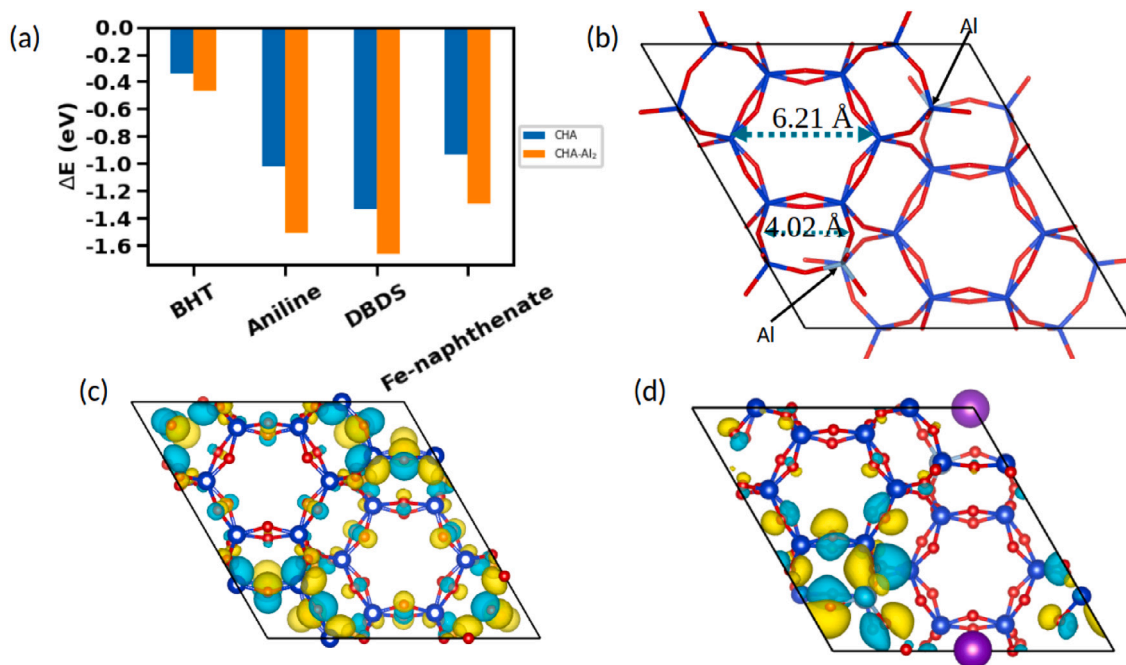 (a)
0.0
-0.2
-0.4
-0.6
-0.8
-1.0
-1.2
-1.4
-1.6
ΔE (eV)
BHT
Aniline
DBDS
Fe-naphthenate
CHA
CHA-Al₂
(b)
Al
6.21 Å
4.02 Å
Al
(c)
(d)